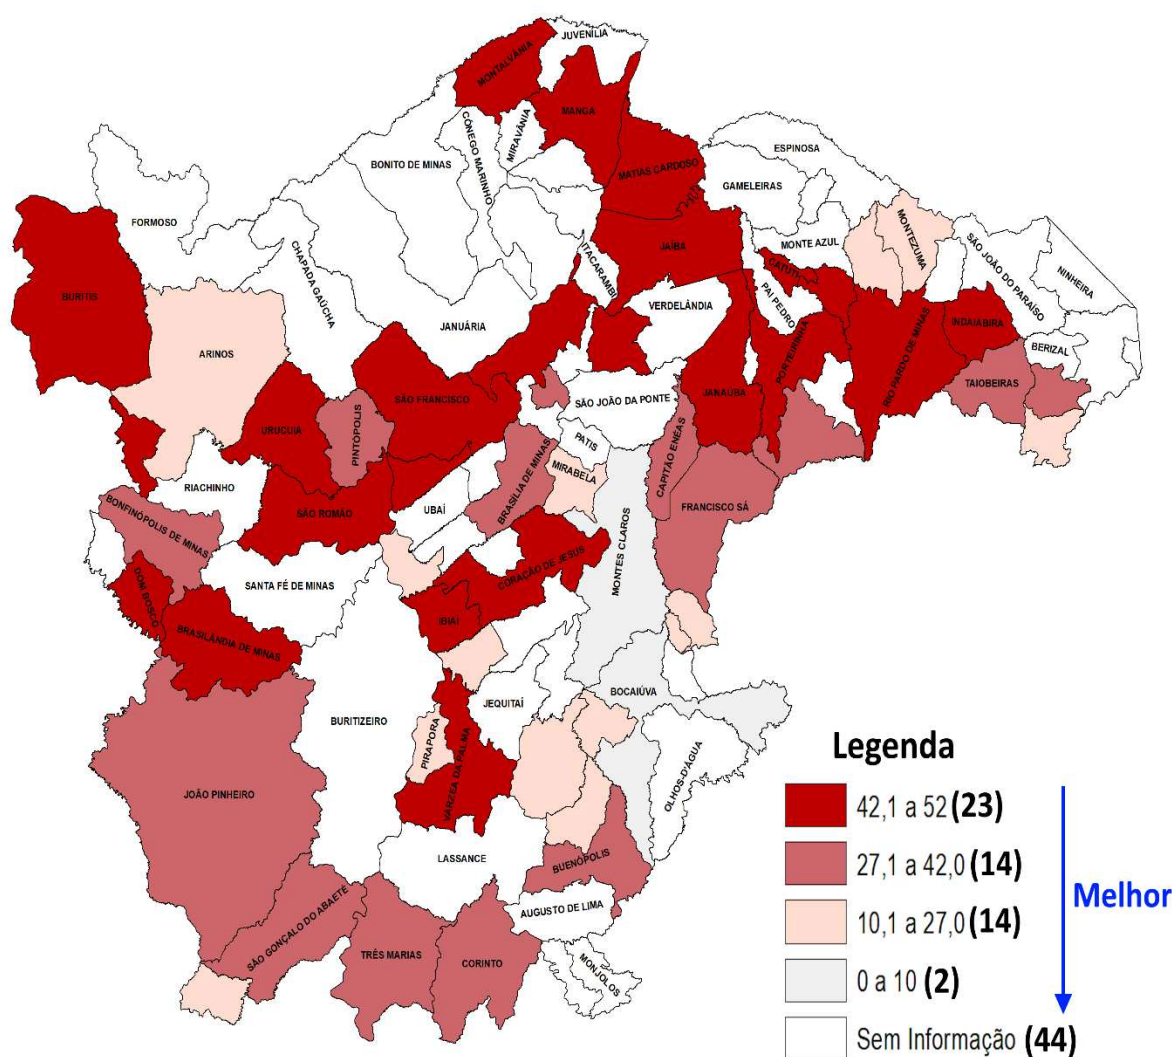 JUVENÍLIA
MONTALVÂNIA
MANGA
MIRAVÂNIA
CÔNEGO MARINHO
BONITO DE MINAS
MATIAS CARDOSO
ESPINOSA
GAMELEIRAS
FORMOSO
MONTEZUMA
SÃO JOÃO DO PARAÍSO
NINHEIRA
MONTE AZUL
JAÍBA
ITACARAMBI
CHAPADA GAÚCHA
CATUTI
BURITIS
PAI PEDRO
VERDELÂNDIA
JANUÁRIA
INDAIABIRA
BERIZAL
RIO PARDO DE MINAS
PORTEIRINHA
ARINOS
TAIOBEIRAS
JANAÚBA
SÃO FRANCISCO
SÃO JOÃO DA PONTE
URUCUIA
PINTÓPOLIS
PATIS
CAPITÃO ENÉAS
BRASÍLIA DE MINAS
MIRABELA
RIACHINHO
BONFINÓPOLIS DE MINAS
SÃO ROMÃO
UBAÍ
FRANCISCO SÁ
MONTES CLAROS
CORAÇÃO DE JESUS
DOM BOSCO
SANTA FÉ DE MINAS
IBIAÍ
BRASILÂNDIA DE MINAS
BOCAIÚVA
JEQUITAÍ
BURITIZEIRO
PIRAPORA
VÁRZEA DA PALMA
OLHOS-D'ÁGUA
JOÃO PINHEIRO
LASSANCE
BUENÓPOLIS
AUGUSTO DE LIMA
SÃO GONÇALO DO ABAETÉ
TRÊS MARIAS
CORINTO
MONJOLOS
Legenda
42,1 a 52 (23)
27,1 a 42,0 (14)
10,1 a 27,0 (14)
0 a 10 (2)
Sem Informação (44)
Melhor